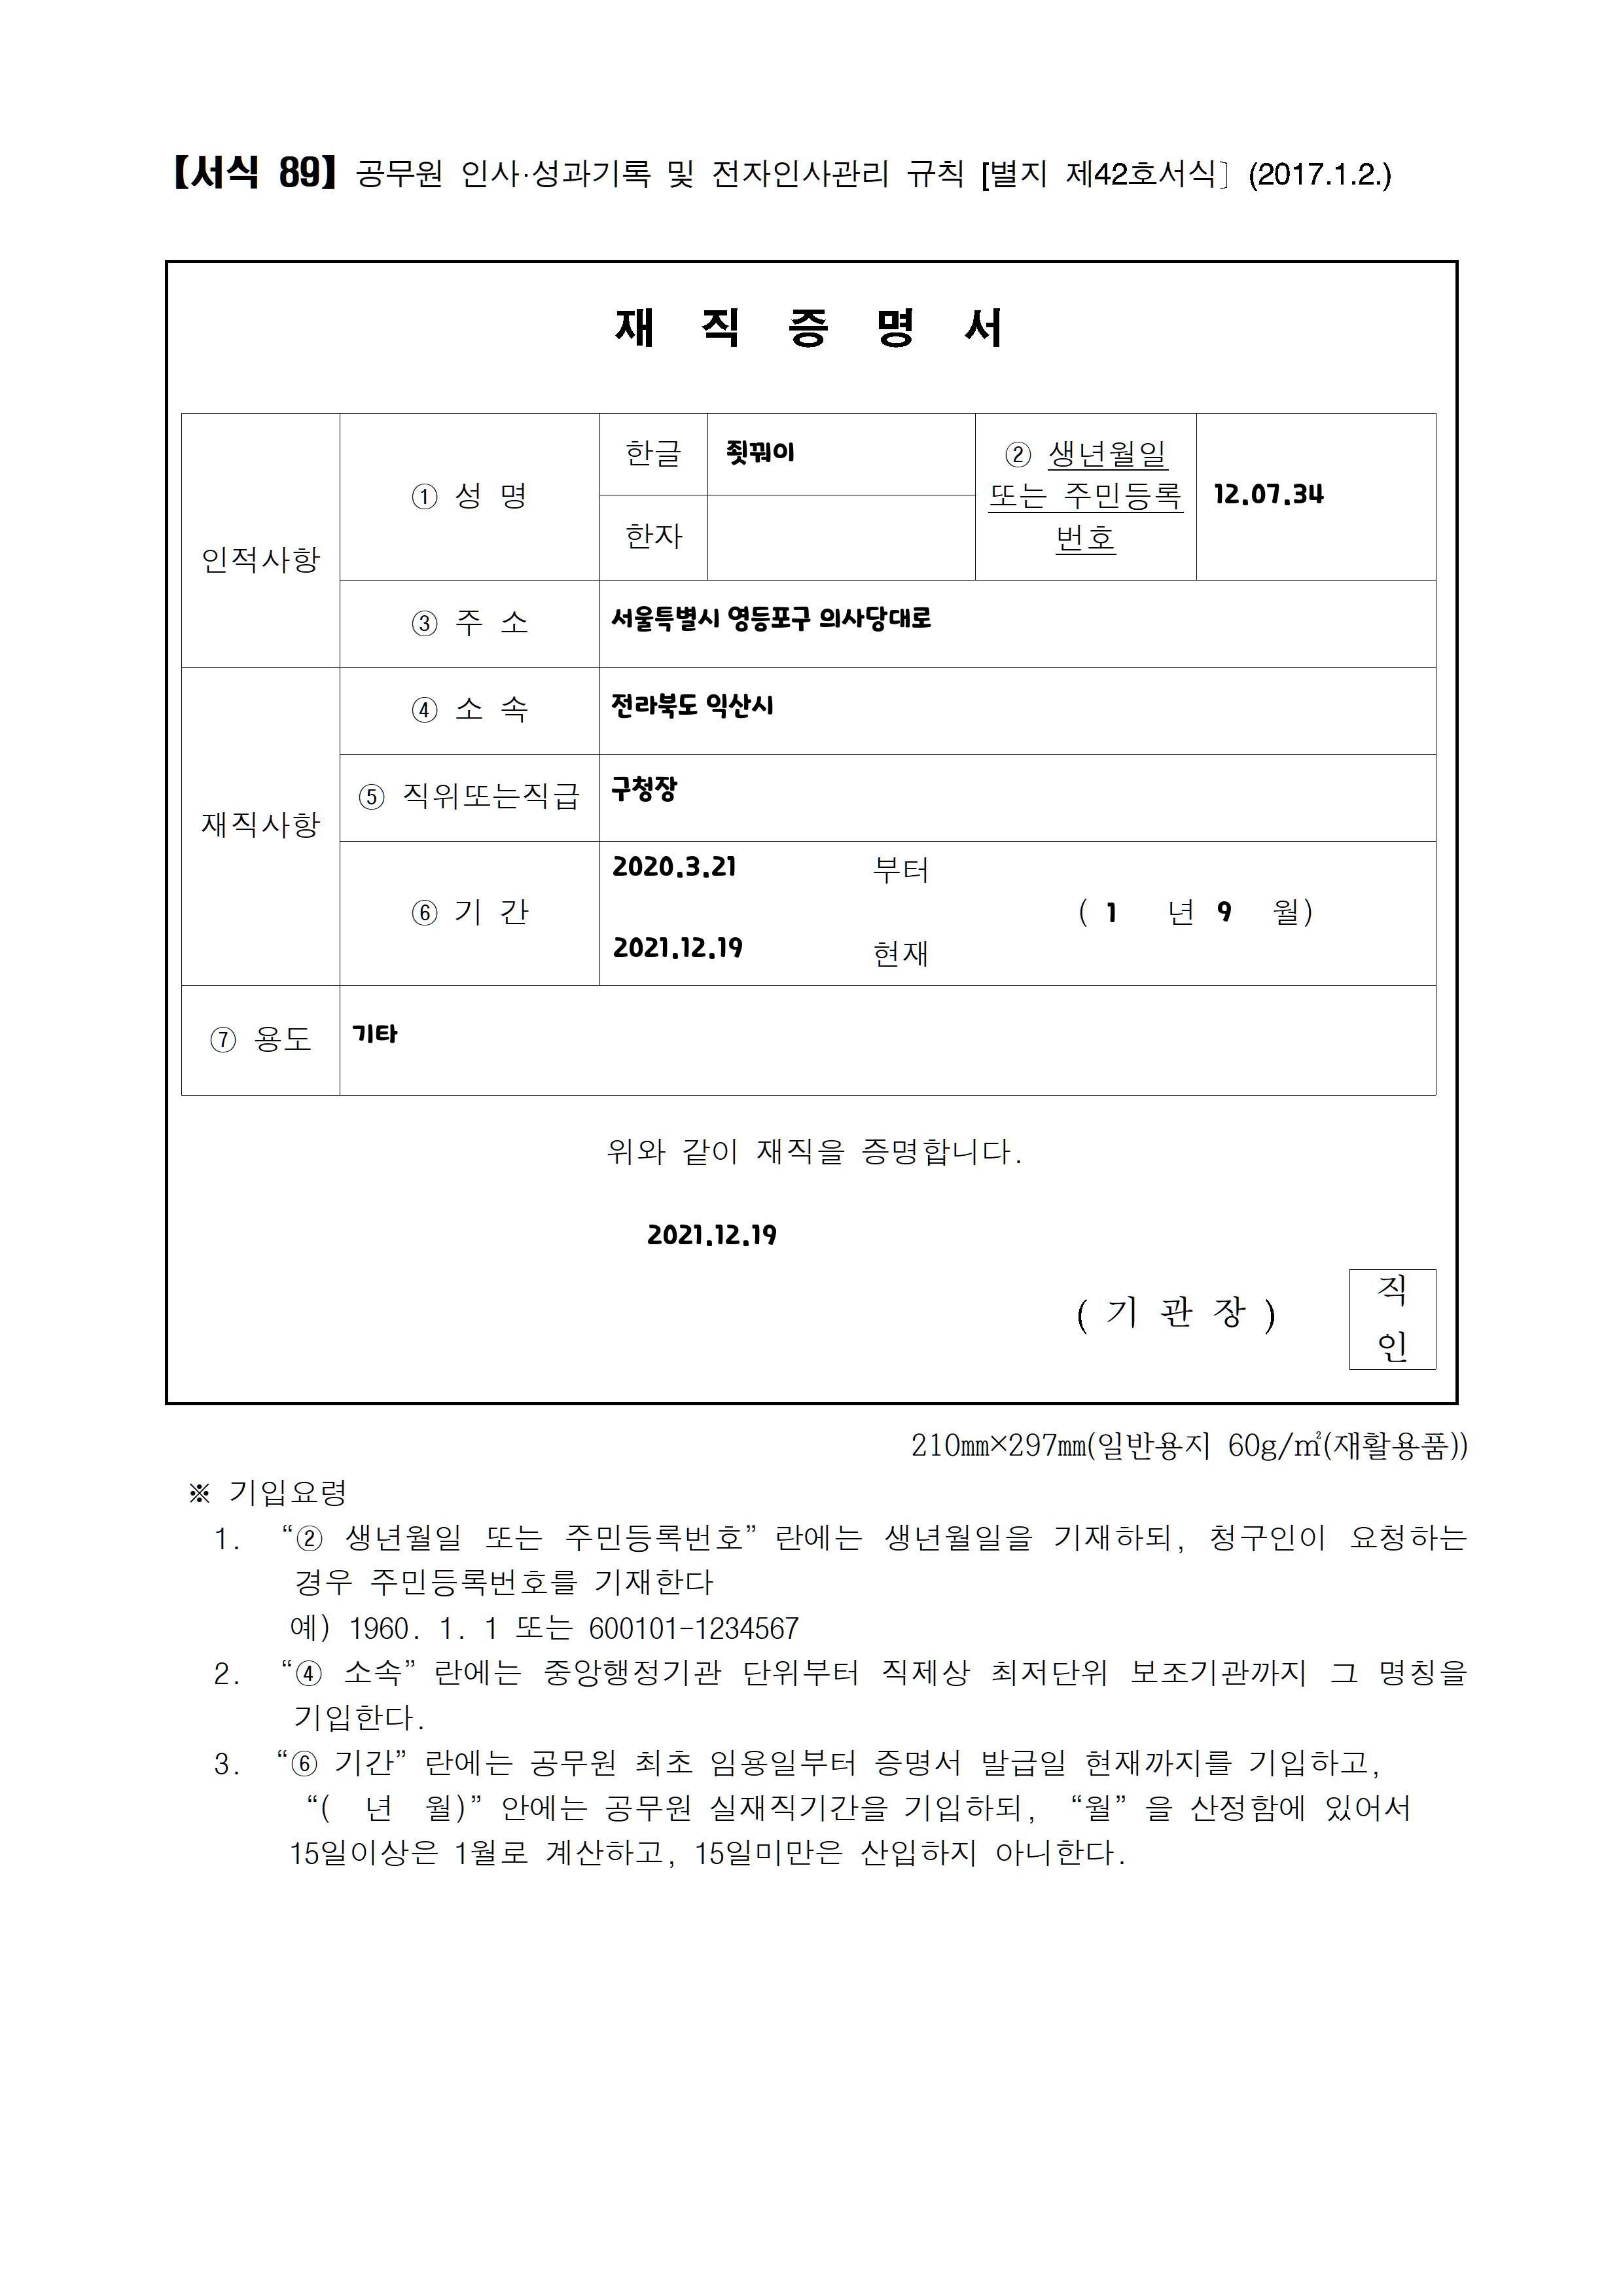 【서식 89】 공무원 인사·성과기록 및 전자인사관리 규칙 [별지 제42호서식〕 (2017.1.2.)
재 직 증 명 서
인적사항
① 성 명
한글
죗꿔이
한자
② 생년월일
또는 주민등록
번호
12.07.34
③ 주 소
서울특별시 영등포구 의사당대로
재직사항
④ 소 속
전라북도 익산시
⑤ 직위또는직급
구청장
⑥ 기 간
2020.3.21 부터
( 1 년 9 월)
2021.12.19 현재
⑦ 용도
기타
위와 같이 재직을 증명합니다.
2021.12.19
( 기 관 장 )
직
인
210㎜×297㎜(일반용지 60g/㎡(재활용품))
※ 기입요령
1. “② 생년월일 또는 주민등록번호” 란에는 생년월일을 기재하되, 청구인이 요청하는
경우 주민등록번호를 기재한다
예) 1960. 1. 1 또는 600101-1234567
2. “④ 소속” 란에는 중앙행정기관 단위부터 직제상 최저단위 보조기관까지 그 명칭을
기입한다.
3. “⑥ 기간” 란에는 공무원 최초 임용일부터 증명서 발급일 현재까지를 기입하고,
“( 년 월)” 안에는 공무원 실재직기간을 기입하되, “월” 을 산정함에 있어서
15일이상은 1월로 계산하고, 15일미만은 산입하지 아니한다.